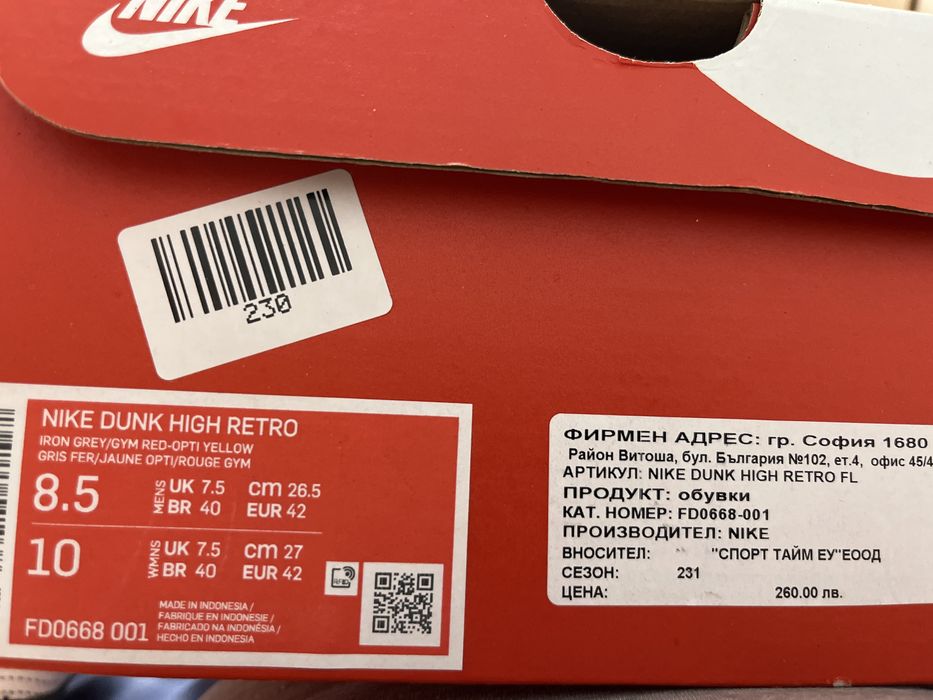 NIKE
230
NIKE DUNK HIGH RETRO
IRON GREY/GYM RED-OPTI YELLOW
GRIS FER/JAUNE OPTI/ROUGE GYM
8.5 MENS UK 7.5 cm 26.5
BR 40 EUR 42
10 WMNS UK 7.5 cm 27
BR 40 EUR 42
RFID
FD0668 001
MADE IN INDONESIA /
FABRIQUE EN INDONESIE /
FABRICADO NA INDONÉSIA /
HECHO EN INDONESIA
ФИРМЕН АДРЕС: гр. София 1680
Район Витоша, бул. България №102, ет.4, офис 45/4
АРТИКУЛ: NIKE DUNK HIGH RETRO FL
ПРОДУКТ: обувки
КАТ. НОМЕР: FD0668-001
ПРОИЗВОДИТЕЛ: NIKE
ВНОСИТЕЛ: "СПОРТ ТАЙМ ЕУ"ЕООД
СЕЗОН: 231
ЦЕНА: 260.00 лв.